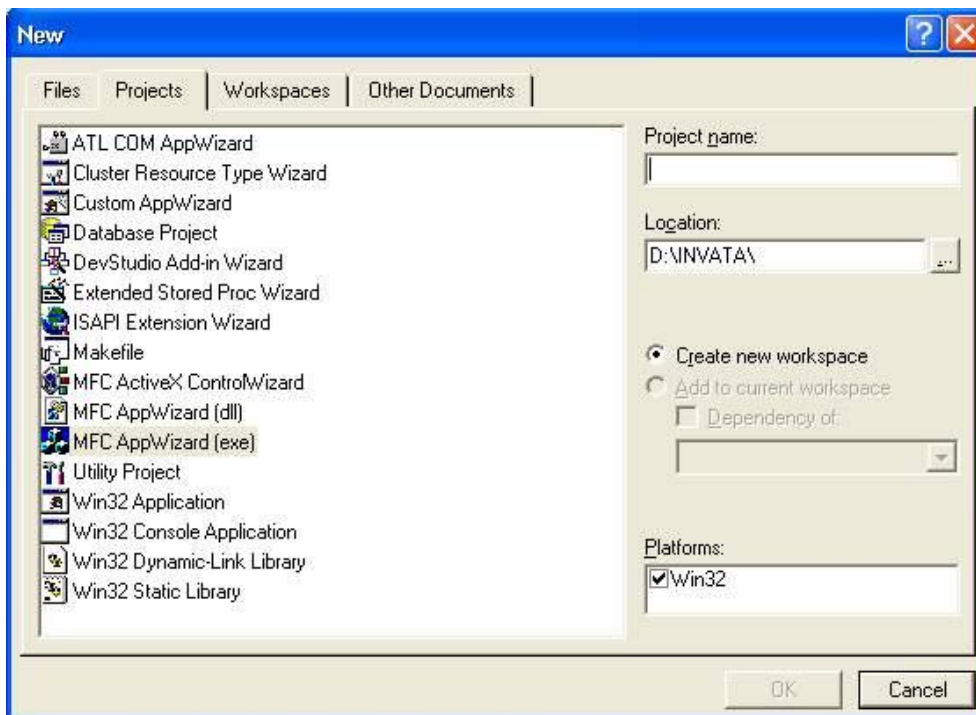 New
Files Projects Workspaces Other Documents
ATL COM AppWizard
Cluster Resource Type Wizard
Custom AppWizard
Database Project
DevStudio Add-in Wizard
Extended Stored Proc Wizard
ISAPI Extension Wizard
Makefile
MFC ActiveX ControlWizard
MFC AppWizard (dll)
MFC AppWizard (exe)
Utility Project
Win32 Application
Win32 Console Application
Win32 Dynamic-Link Library
Win32 Static Library
Project name:
Location:
D:\INVATA\
...
Create new workspace
Add to current workspace
Dependency of:
Platforms:
Win32
OK Cancel